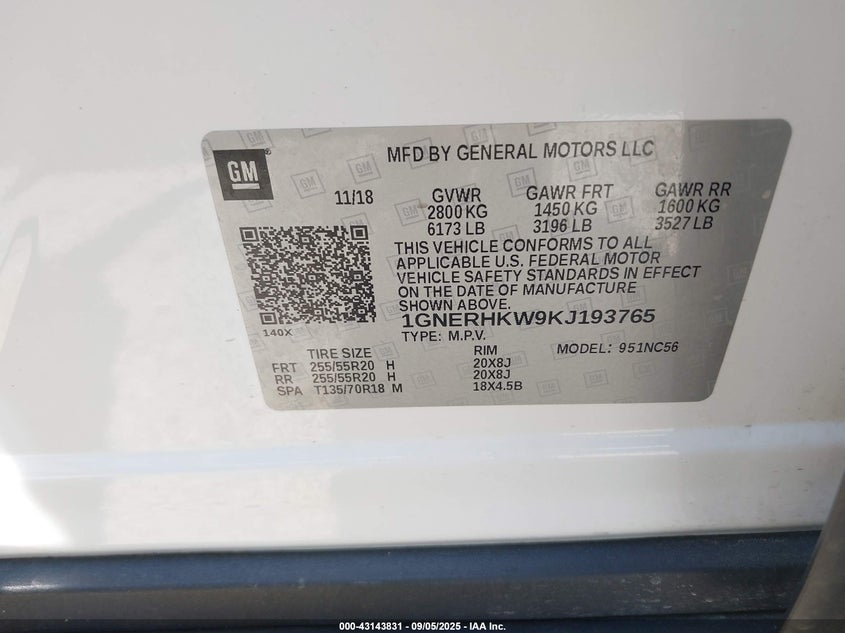 GM
MFD BY GENERAL MOTORS LLC
11/18 GVWR GAWR FRT GAWR RR
2800 KG 1450 KG 1600 KG
6173 LB 3196 LB 3527 LB
THIS VEHICLE CONFORMS TO ALL
APPLICABLE U.S. FEDERAL MOTOR
VEHICLE SAFETY STANDARDS IN EFFECT
ON THE DATE OF MANUFACTURE
SHOWN ABOVE.
1GNERHKW9KJ193765
140X
TYPE: M.P.V.
TIRE SIZE RIM MODEL: 951NC56
FRT 255/55R20 H 20X8J
RR 255/55R20 H 20X8J
SPA T135/70R18 M 18X4.5B
000-43143831 - 09/05/2025 - IAA Inc.